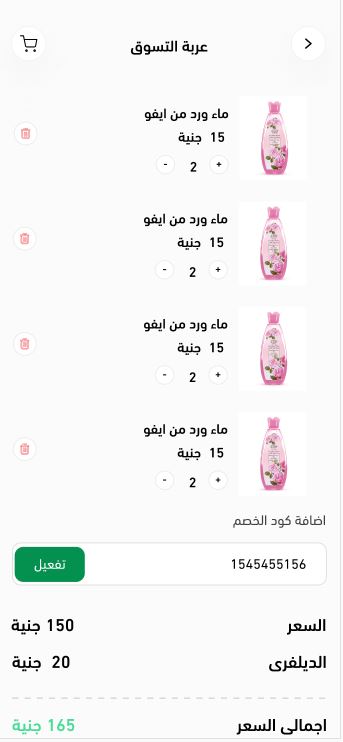 عربة التسوق
ماء ورد من ايفو
15 جنية
+ 2 -
ماء ورد من ايفو
15 جنية
+ 2 -
ماء ورد من ايفو
15 جنية
+ 2 -
ماء ورد من ايفو
15 جنية
+ 2 -
اضافة كود الخصم
1545455156 تفعيل
السعر 150 جنية
الديلفرى 20 جنية
اجمالى السعر 165 جنية